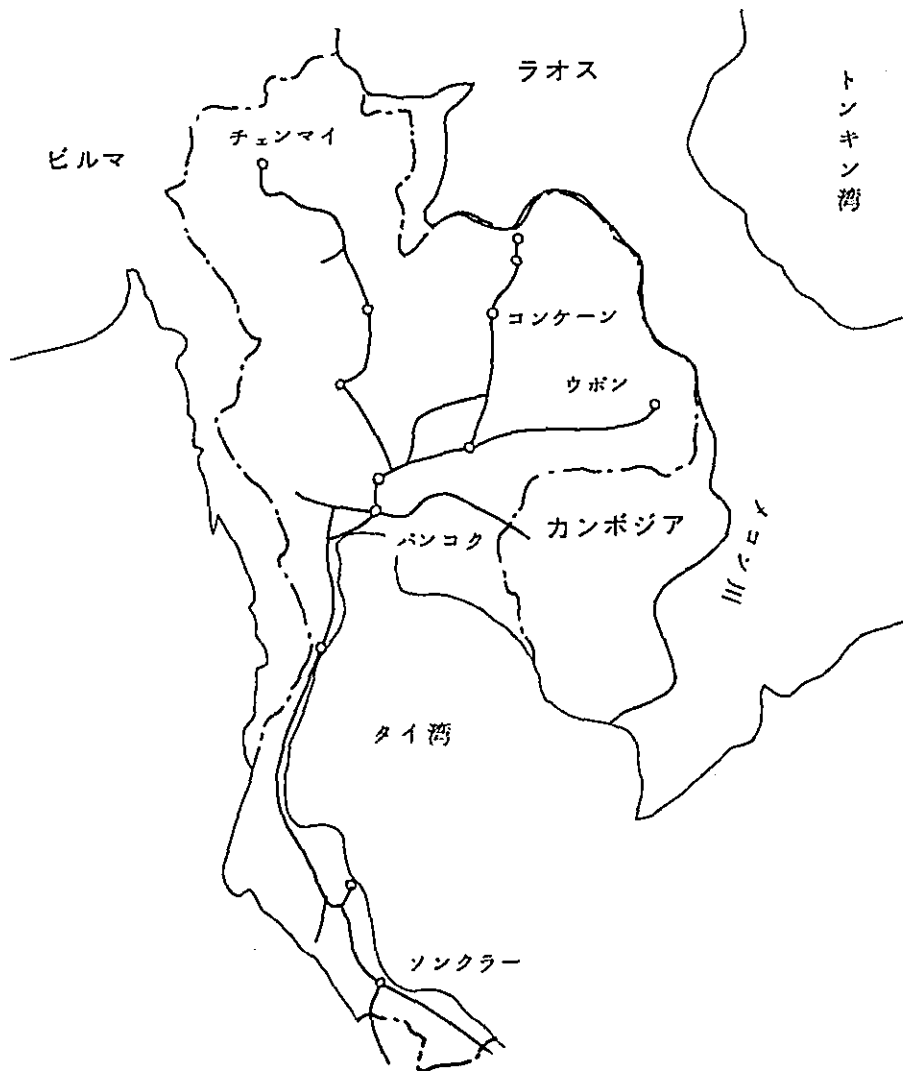 ラオス
トンキン湾
チェンマイ
ビルマ
コンケーン
ウボン
カンボジア
バンコク
メコン川
タイ湾
ソンクラー